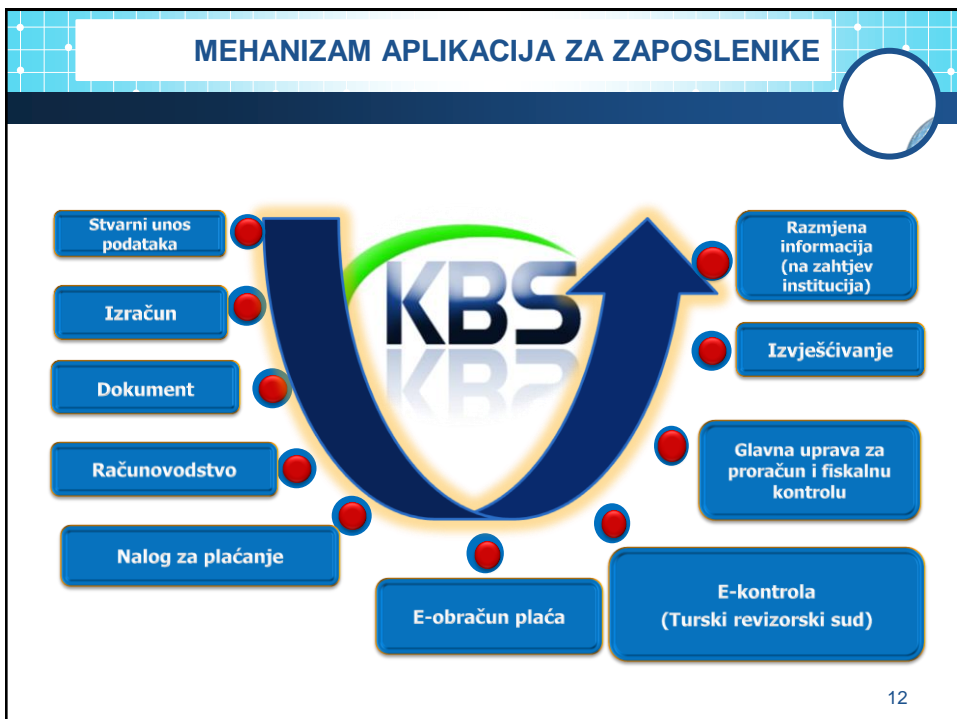 MEHANIZAM APLIKACIJA ZA ZAPOSLENIKE
Stvarni unos
podataka
Izračun
Dokument
Računovodstvo
Nalog za plaćanje
E-obračun plaća
E-kontrola
(Turski revizorski sud)
Glavna uprava za
proračun i fiskalnu
kontrolu
Izvješćivanje
Razmjena
informacija
(na zahtjev
institucija)
KBS
12